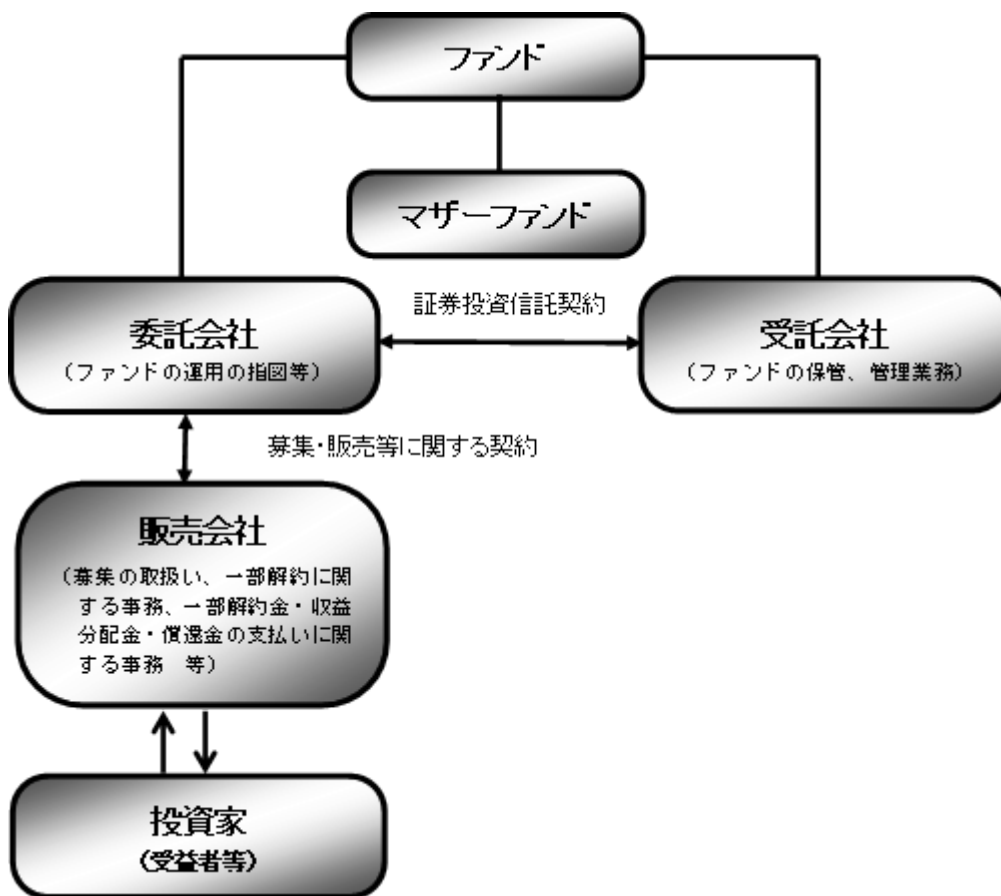 ファンド
マザーファンド
証券投資信託契約
委託会社
（ファンドの運用の指図等）
受託会社
（ファンドの保管、管理業務）
募集・販売等に関する契約
販売会社
（募集の取扱い、一部解約に関
する事務、一部解約金・収益
分配金・償還金の支払いに関
する事務　等）
投資家
（受益者等）